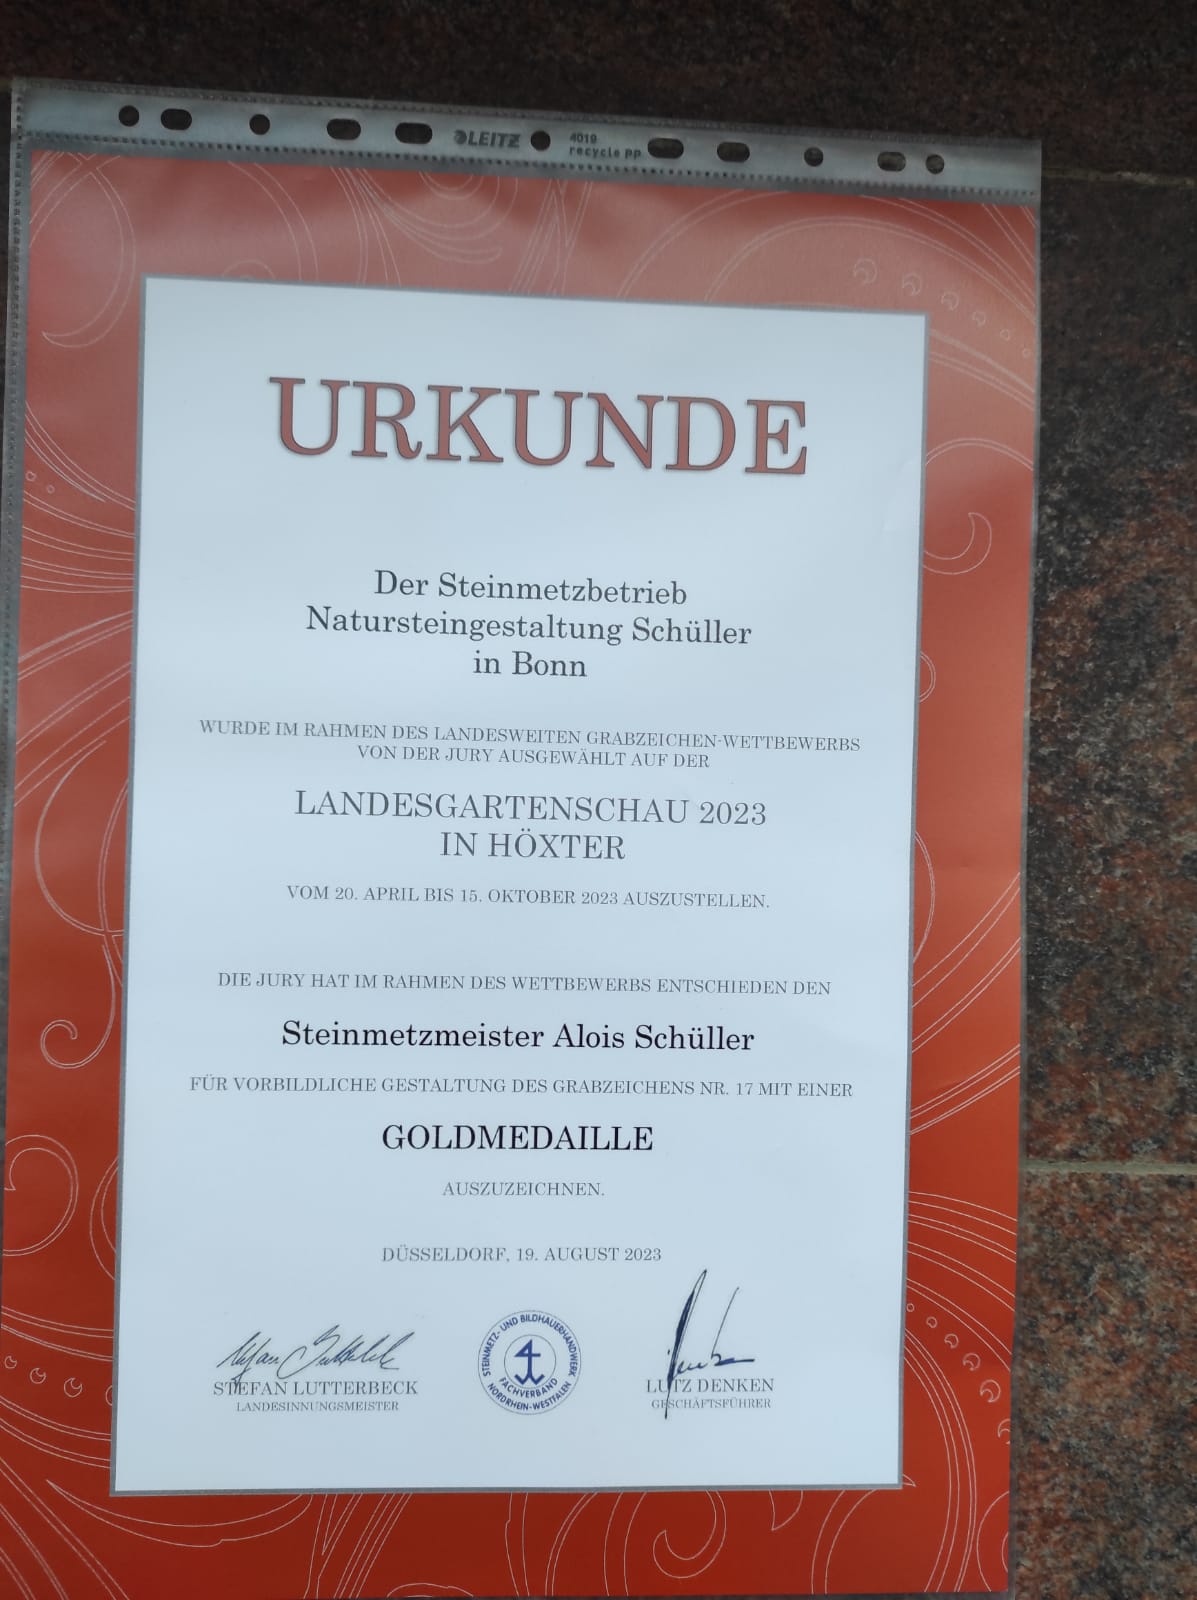 LEITZ
4019
recycle pp
URKUNDE
Der Steinmetzbetrieb
Natursteingestaltung Schüller
in Bonn
WURDE IM RAHMEN DES LANDESWEITEN GRABZEICHEN-WETTBEWERBS
VON DER JURY AUSGEWÄHLT AUF DER
LANDESGARTENSCHAU 2023
IN HÖXTER
VOM 20. APRIL BIS 15. OKTOBER 2023 AUSZUSTELLEN.
DIE JURY HAT IM RAHMEN DES WETTBEWERBS ENTSCHIEDEN DEN
Steinmetzmeister Alois Schüller
FÜR VORBILDLICHE GESTALTUNG DES GRABZEICHENS NR. 17 MIT EINER
GOLDMEDAILLE
AUSZUZEICHNEN.
DÜSSELDORF, 19. AUGUST 2023
STEFAN LUTTERBECK
LANDESINNUNGSMEISTER
STEINMETZ- UND BILDHAUERHANDWERK
FACHVERBAND
NORDRHEIN-WESTFALEN
LUTZ DENKEN
GESCHÄFTSFÜHRER